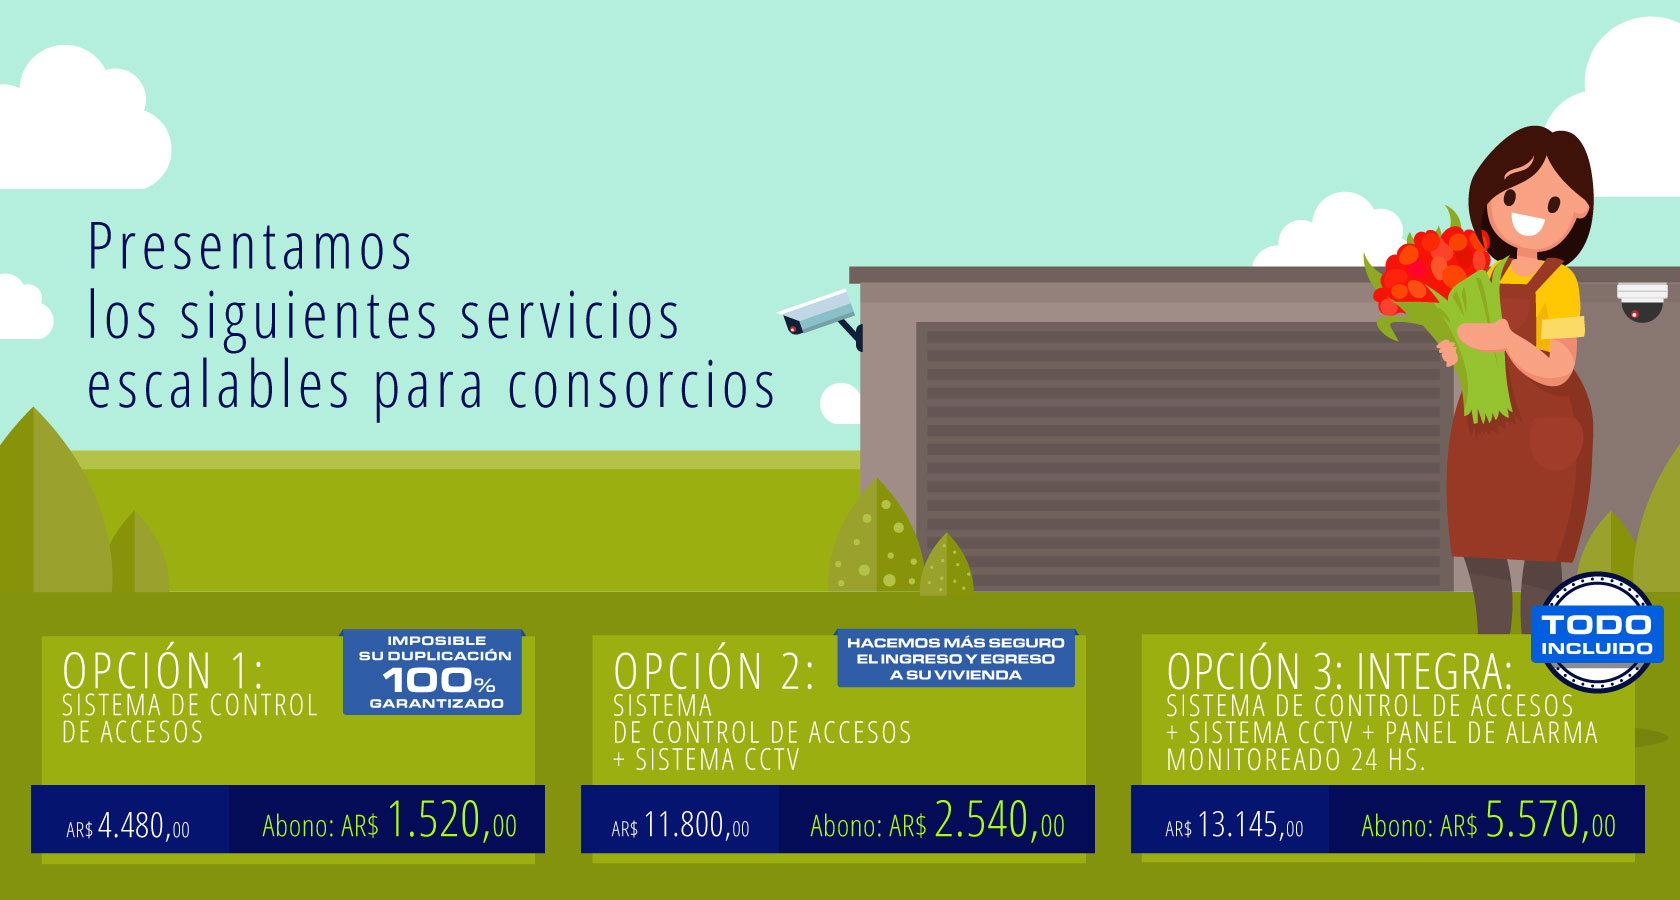 Presentamos
los siguientes servicios
escalables para consorcios
OPCIÓN 1:
SISTEMA DE CONTROL
DE ACCESOS
IMPOSIBLE
SU DUPLICACIÓN
100%
GARANTIZADO
AR$ 4.480,00
Abono: AR$ 1.520,00
OPCIÓN 2:
SISTEMA
DE CONTROL DE ACCESOS
+ SISTEMA CCTV
HACEMOS MÁS SEGURO
EL INGRESO Y EGRESO
A SU VIVIENDA
AR$ 11.800,00
Abono: AR$ 2.540,00
OPCIÓN 3: INTEGRA:
SISTEMA DE CONTROL DE ACCESOS
+ SISTEMA CCTV + PANEL DE ALARMA
MONITOREADO 24 HS.
TODO
INCLUIDO
AR$ 13.145,00
Abono: AR$ 5.570,00